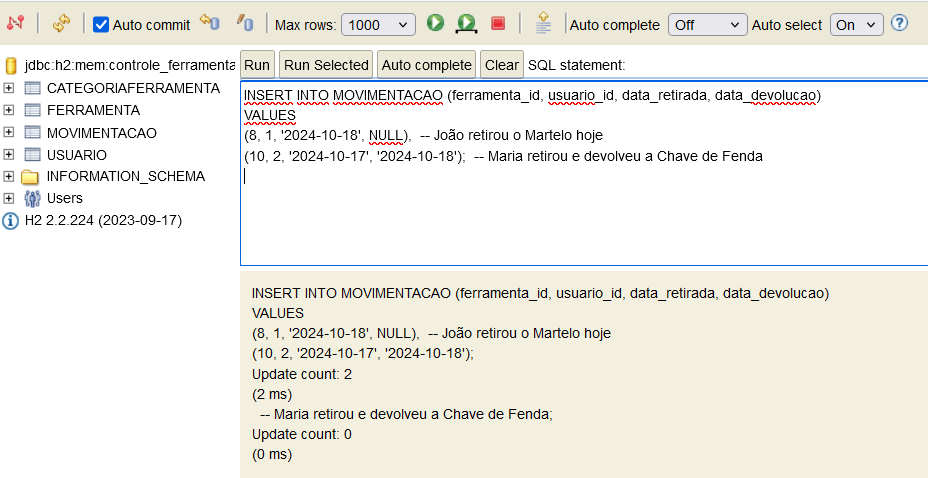 Auto commit Max rows: 1000 Auto complete Off Auto select On ?
jdbc:h2:mem:controle_ferramenta
CATEGORIAFERRAMENTA
FERRAMENTA
MOVIMENTACAO
USUARIO
INFORMATION_SCHEMA
Users
H2 2.2.224 (2023-09-17)
Run Run Selected Auto complete Clear SQL statement:
INSERT INTO MOVIMENTACAO (ferramenta_id, usuario_id, data_retirada, data_devolucao)
VALUES
(8, 1, '2024-10-18', NULL),  -- João retirou o Martelo hoje
(10, 2, '2024-10-17', '2024-10-18');  -- Maria retirou e devolveu a Chave de Fenda
INSERT INTO MOVIMENTACAO (ferramenta_id, usuario_id, data_retirada, data_devolucao)
VALUES
(8, 1, '2024-10-18', NULL),  -- João retirou o Martelo hoje
(10, 2, '2024-10-17', '2024-10-18');
Update count: 2
(2 ms)
-- Maria retirou e devolveu a Chave de Fenda;
Update count: 0
(0 ms)